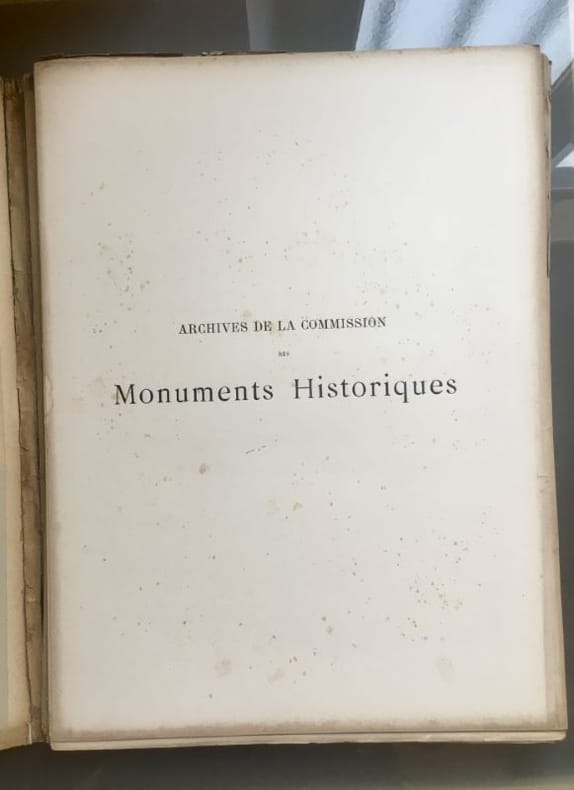 ARCHIVES DE LA COMMISSION
DES
Monuments Historiques